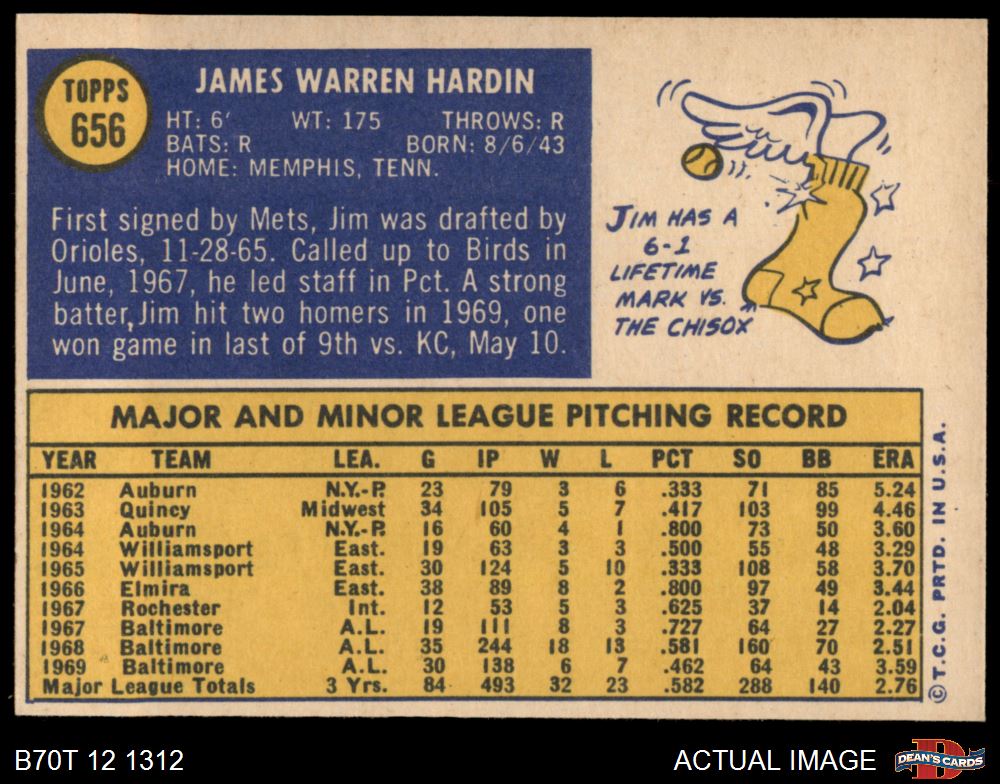 TOPPS
656
JAMES WARREN HARDIN
HT: 6' WT: 175 THROWS: R
BATS: R BORN: 8/6/43
HOME: MEMPHIS, TENN.
First signed by Mets, Jim was drafted by
Orioles, 11-28-65. Called up to Birds in
June, 1967, he led staff in Pct. A strong
batter, Jim hit two homers in 1969, one
won game in last of 9th vs. KC, May 10.
JIM HAS A
6-1
LIFETIME
MARK VS.
THE CHISOX
MAJOR AND MINOR LEAGUE PITCHING RECORD
YEAR TEAM LEA. G IP W L PCT SO BB ERA
1962 Auburn N.Y.-P. 23 79 3 6 .333 71 85 5.24
1963 Quincy Midwest 34 105 5 7 .417 103 99 4.46
1964 Auburn N.Y.-P. 16 60 4 1 .800 73 50 3.60
1964 Williamsport East. 19 63 3 3 .500 55 48 3.29
1965 Williamsport East. 30 124 5 10 .333 108 58 3.70
1966 Elmira East. 38 89 8 2 .800 97 49 3.44
1967 Rochester Int. 12 53 5 3 .625 37 14 2.04
1967 Baltimore A.L. 19 111 8 3 .727 64 27 2.27
1968 Baltimore A.L. 35 244 18 13 .581 160 70 2.51
1969 Baltimore A.L. 30 138 6 7 .462 64 43 3.59
Major League Totals 3 Yrs. 84 493 32 23 .582 288 140 2.76
© T.C.G. PRTD. IN U.S.A.
B70T 12 1312
ACTUAL IMAGE
D
DEAN'S CARDS